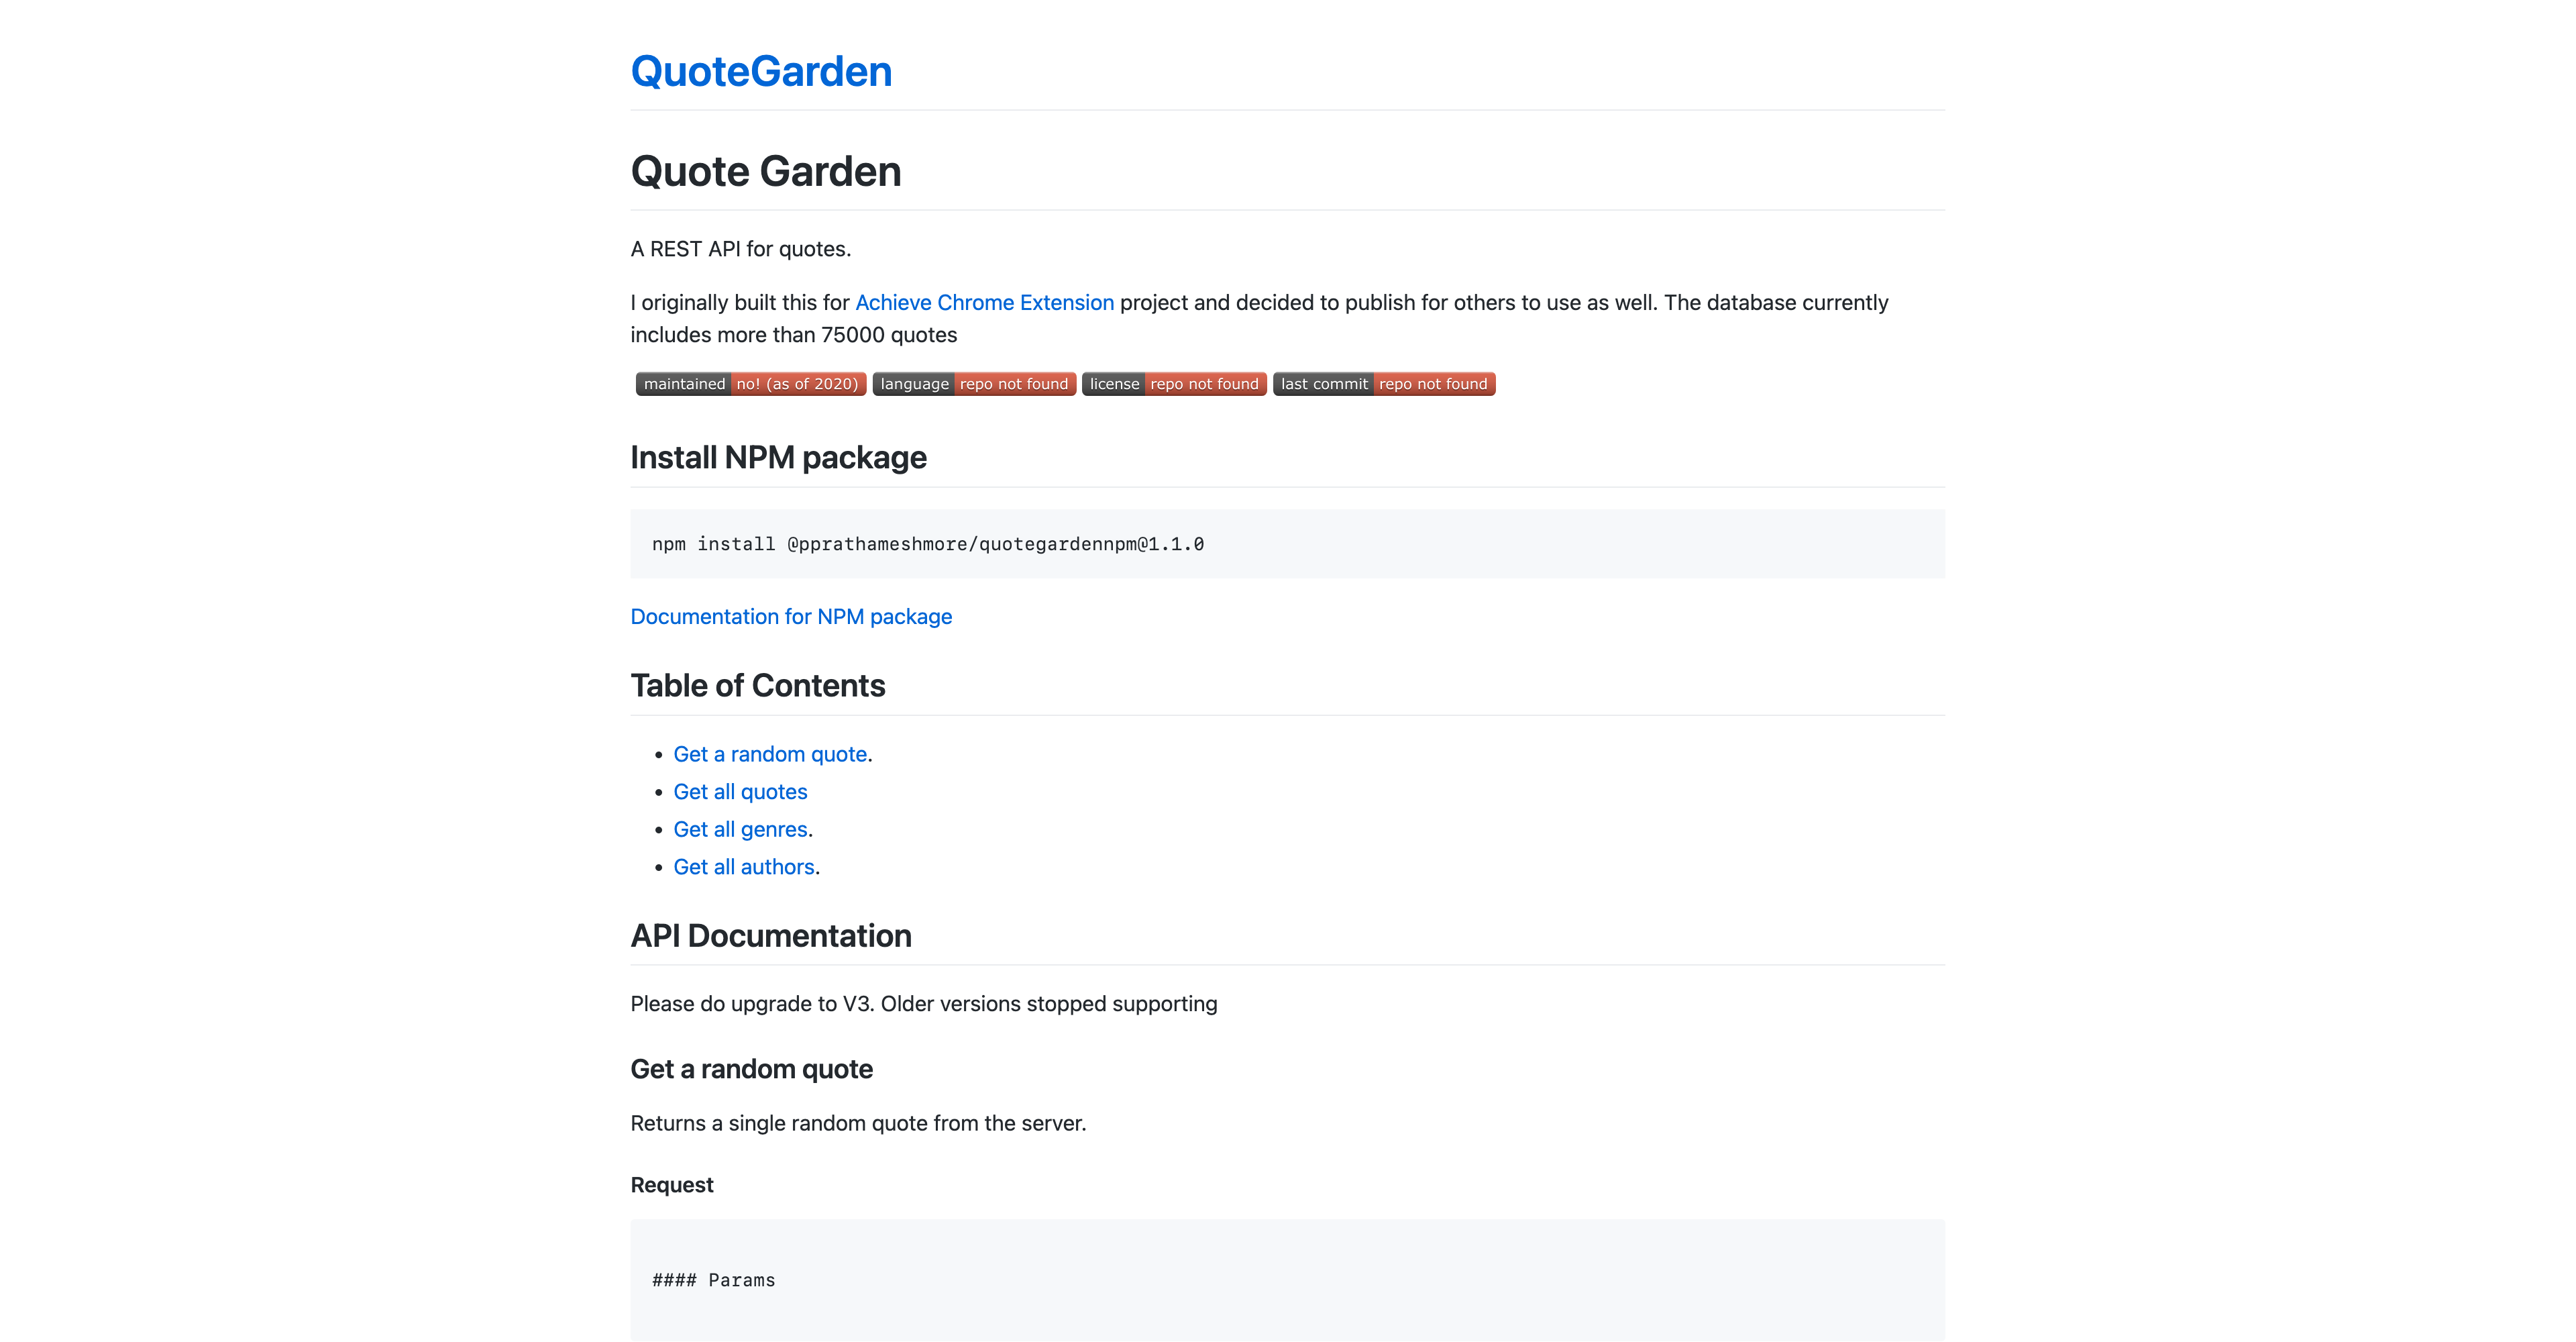 QuoteGarden
Quote Garden
A REST API for quotes.
I originally built this for Achieve Chrome Extension project and decided to publish for others to use as well. The database currently
includes more than 75000 quotes
maintained no! (as of 2020) language repo not found license repo not found last commit repo not found
Install NPM package
npm install @pprathameshmore/quotegardennpm@1.1.0
Documentation for NPM package
Table of Contents
• Get a random quote.
• Get all quotes
• Get all genres.
• Get all authors.
API Documentation
Please do upgrade to V3. Older versions stopped supporting
Get a random quote
Returns a single random quote from the server.
Request
#### Params